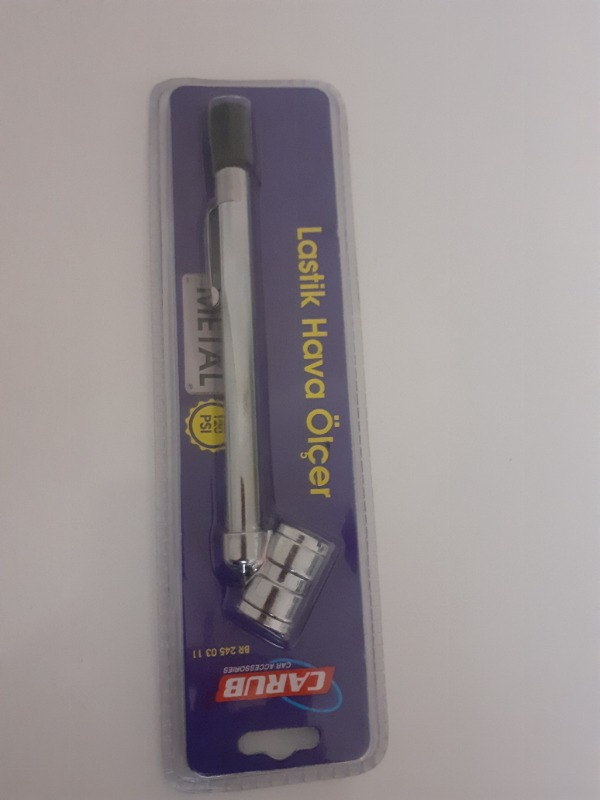 CARUB
CAR ACCESSORIES
BR 245 03 11
Lastik Hava Ölçer
METAL
120
PSI